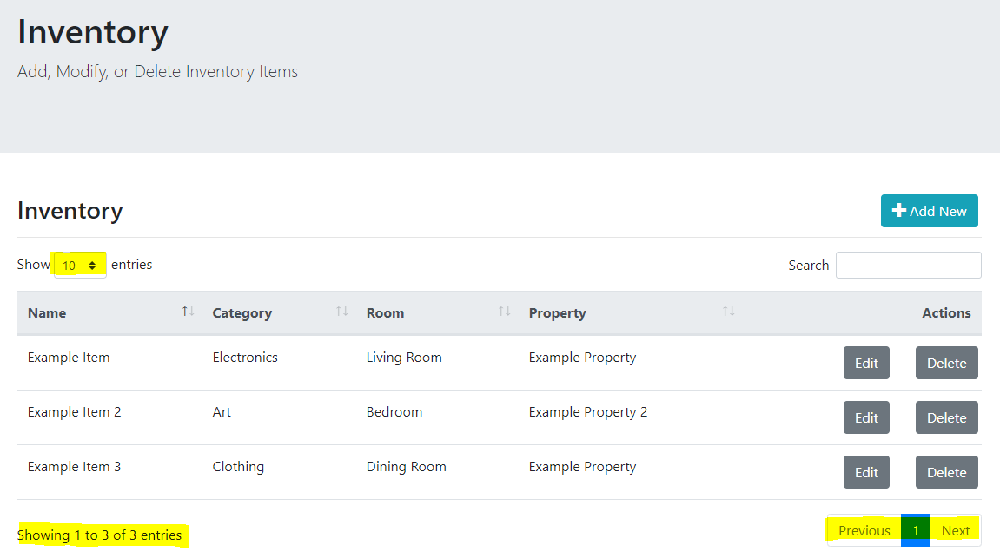 Inventory
Add, Modify, or Delete Inventory Items
Inventory
Add New
Show 10 entries
Search
Name Category Room Property Actions
Example Item Electronics Living Room Example Property Edit Delete
Example Item 2 Art Bedroom Example Property 2 Edit Delete
Example Item 3 Clothing Dining Room Example Property Edit Delete
Showing 1 to 3 of 3 entries Previous 1 Next